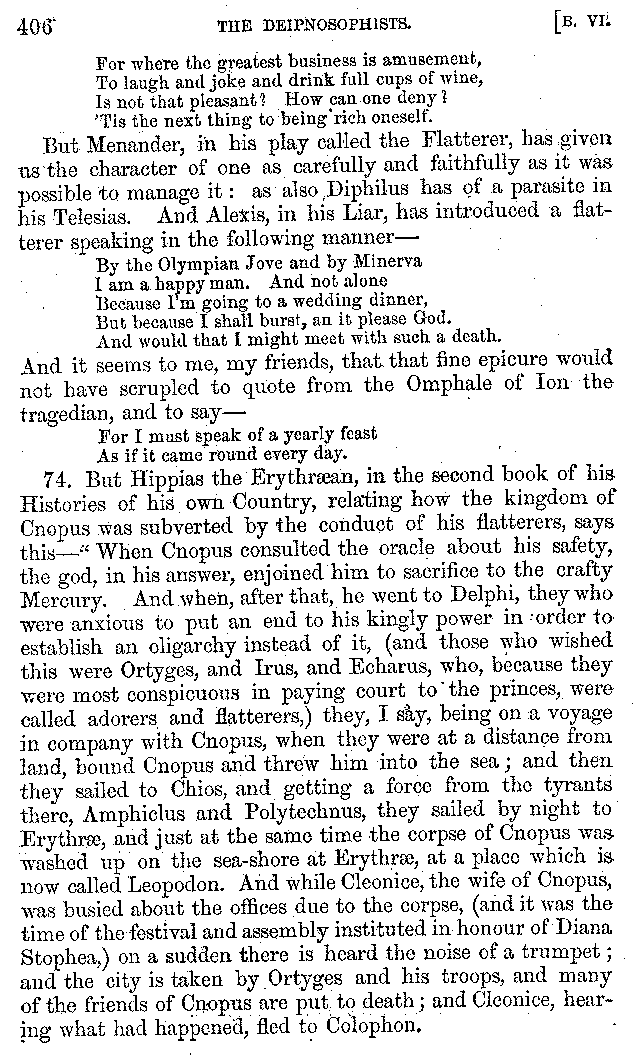 406 THE DEIPNOSOPHISTS. [B. VI.
For where the greatest business is amusement,
To laugh and joke and drink full cups of wine,
Is not that pleasant? How can one deny?
'Tis the next thing to being rich oneself.
But Menander, in his play called the Flatterer, has given
us the character of one as carefully and faithfully as it was
possible to manage it: as also Diphilus has of a parasite in
his Telesias. And Alexis, in his Liar, has introduced a flat-
terer speaking in the following manner—
By the Olympian Jove and by Minerva
I am a happy man. And not alone
Because I'm going to a wedding dinner,
But because I shall burst, an it please God.
And would that I might meet with such a death.
And it seems to me, my friends, that that fine epicure would
not have scrupled to quote from the Omphale of Ion the
tragedian, and to say—
For I must speak of a yearly feast
As if it came round every day.
74. But Hippias the Erythræan, in the second book of his
Histories of his own Country, relating how the kingdom of
Cnopus was subverted by the conduct of his flatterers, says
this—"When Cnopus consulted the oracle about his safety,
the god, in his answer, enjoined him to sacrifice to the crafty
Mercury. And when, after that, he went to Delphi, they who
were anxious to put an end to his kingly power in order to
establish an oligarchy instead of it, (and those who wished
this were Ortyges, and Irus, and Echarus, who, because they
were most conspicuous in paying court to the princes, were
called adorers and flatterers,) they, I say, being on a voyage
in company with Cnopus, when they were at a distance from
land, bound Cnopus and threw him into the sea; and then
they sailed to Chios, and getting a force from the tyrants
there, Amphiclus and Polytechnus, they sailed by night to
Erythræ, and just at the same time the corpse of Cnopus was
washed up on the sea-shore at Erythræ, at a place which is
now called Leopodon. And while Cleonice, the wife of Cnopus,
was busied about the offices due to the corpse, (and it was the
time of the festival and assembly instituted in honour of Diana
Stophea,) on a sudden there is heard the noise of a trumpet;
and the city is taken by Ortyges and his troops, and many
of the friends of Cnopus are put to death; and Cleonice, hear-
ing what had happened, fled to Colophon.